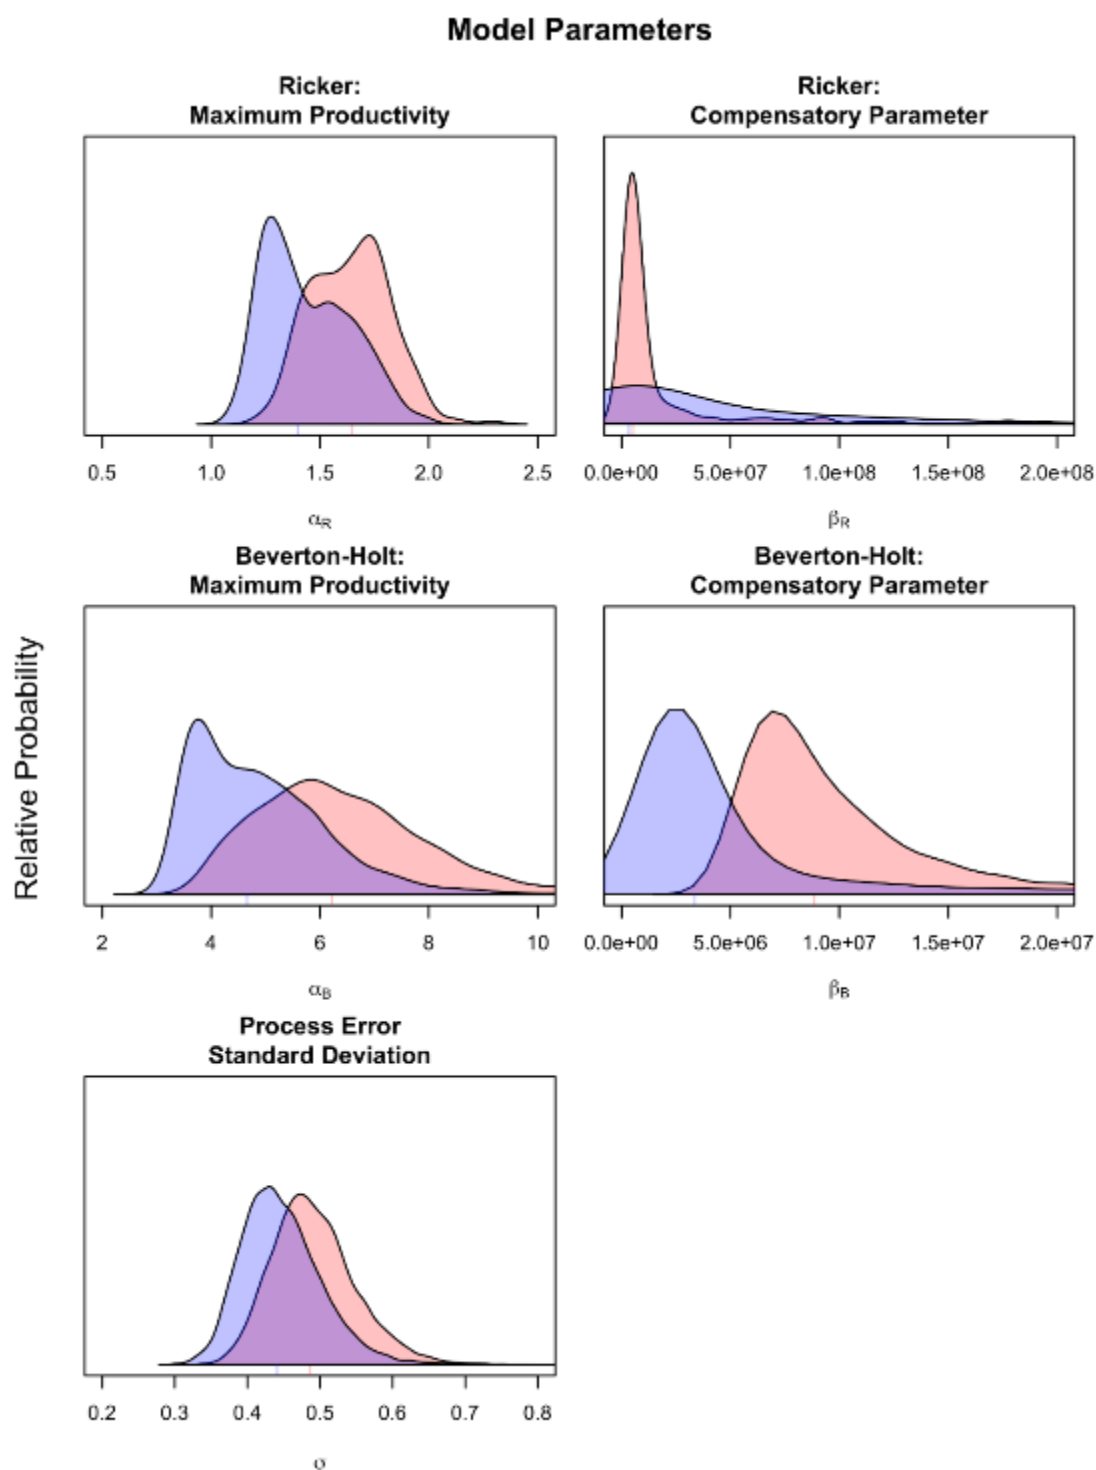 Model Parameters
Ricker:
Maximum Productivity
Ricker:
Compensatory Parameter
0.5 1.0 1.5 2.0 2.5
0.0e+00 5.0e+07 1.0e+08 1.5e+08 2.0e+08
αR
βR
Beverton-Holt:
Maximum Productivity
Beverton-Holt:
Compensatory Parameter
Relative Probability
2 4 6 8 10
0.0e+00 5.0e+06 1.0e+07 1.5e+07 2.0e+07
αB
βB
Process Error
Standard Deviation
0.2 0.3 0.4 0.5 0.6 0.7 0.8
σ